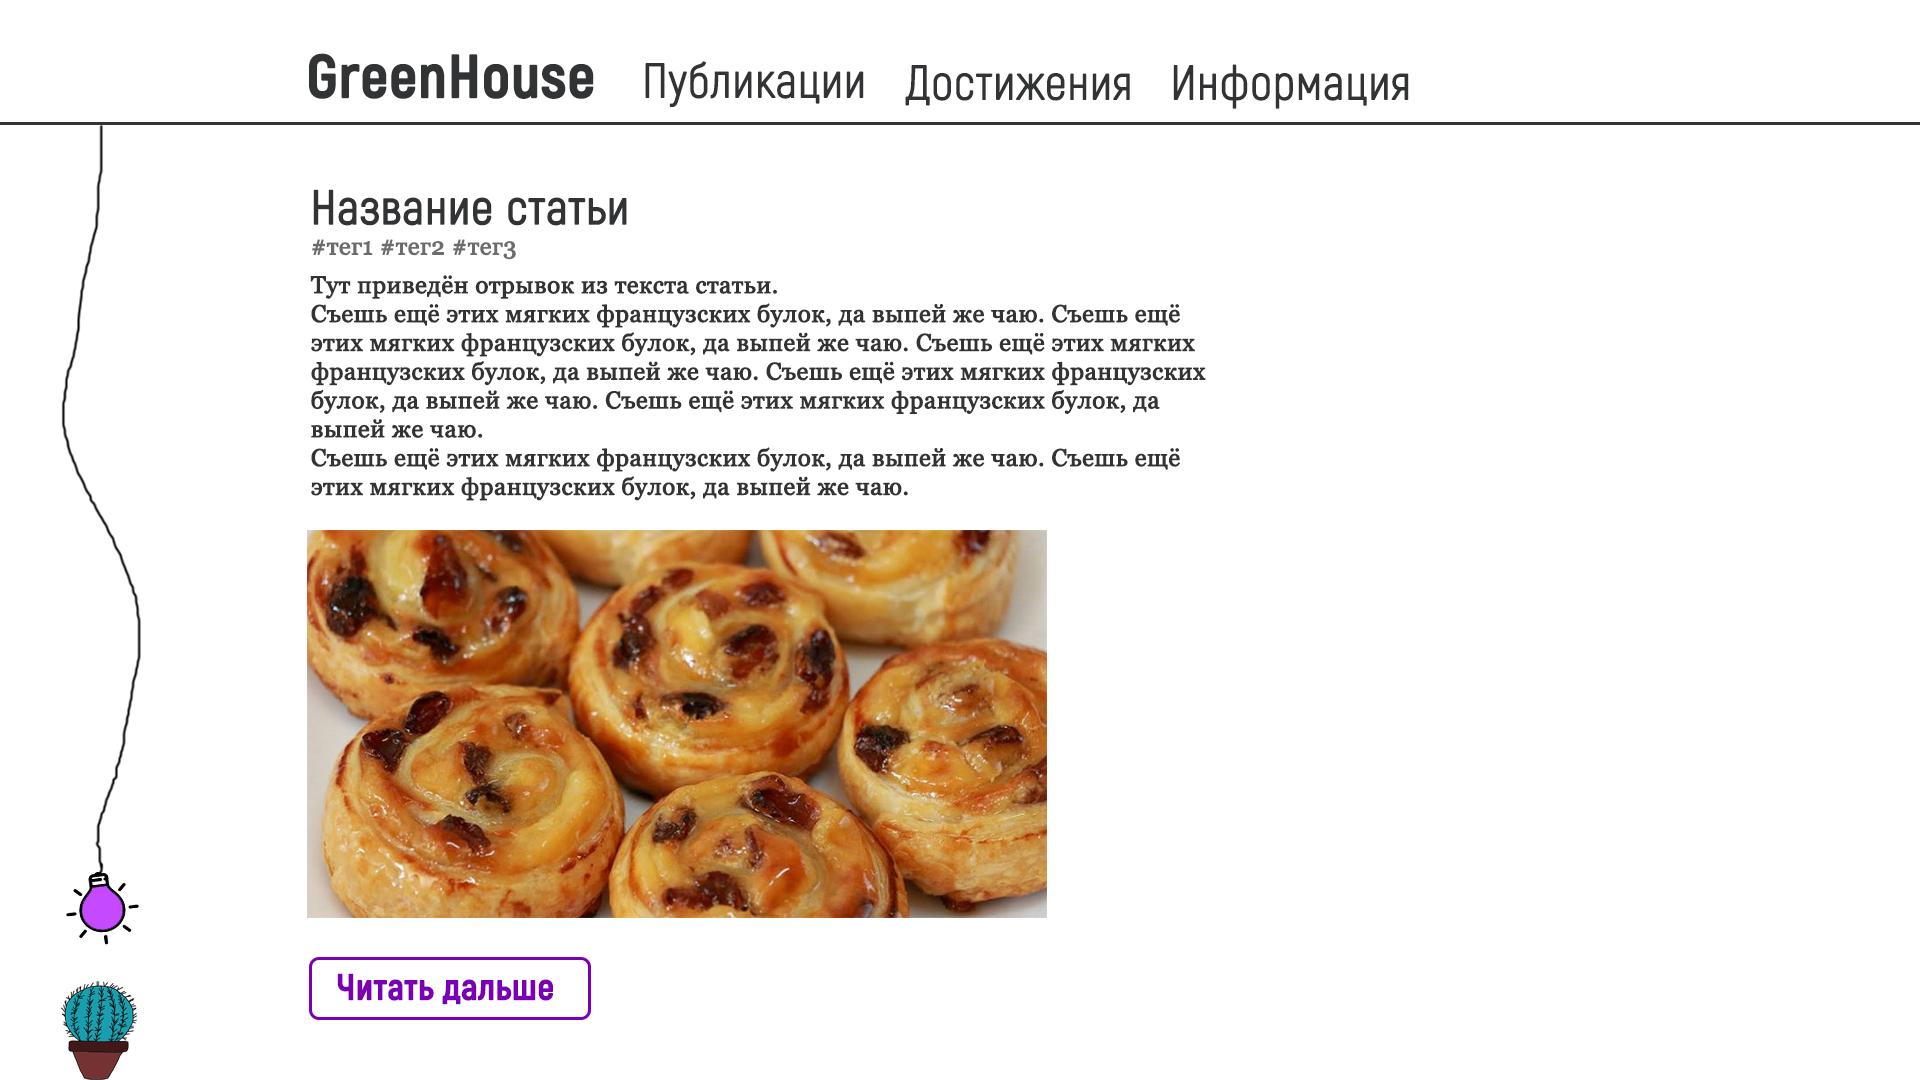 GreenHouse Публикации Достижения Информация
Название статьи
#тег1 #тег2 #тег3
Тут приведён отрывок из текста статьи.
Съешь ещё этих мягких французских булок, да выпей же чаю. Съешь ещё
этих мягких французских булок, да выпей же чаю. Съешь ещё этих мягких
французских булок, да выпей же чаю. Съешь ещё этих мягких французских
булок, да выпей же чаю. Съешь ещё этих мягких французских булок, да
выпей же чаю.
Съешь ещё этих мягких французских булок, да выпей же чаю. Съешь ещё
этих мягких французских булок, да выпей же чаю.
Читать дальше